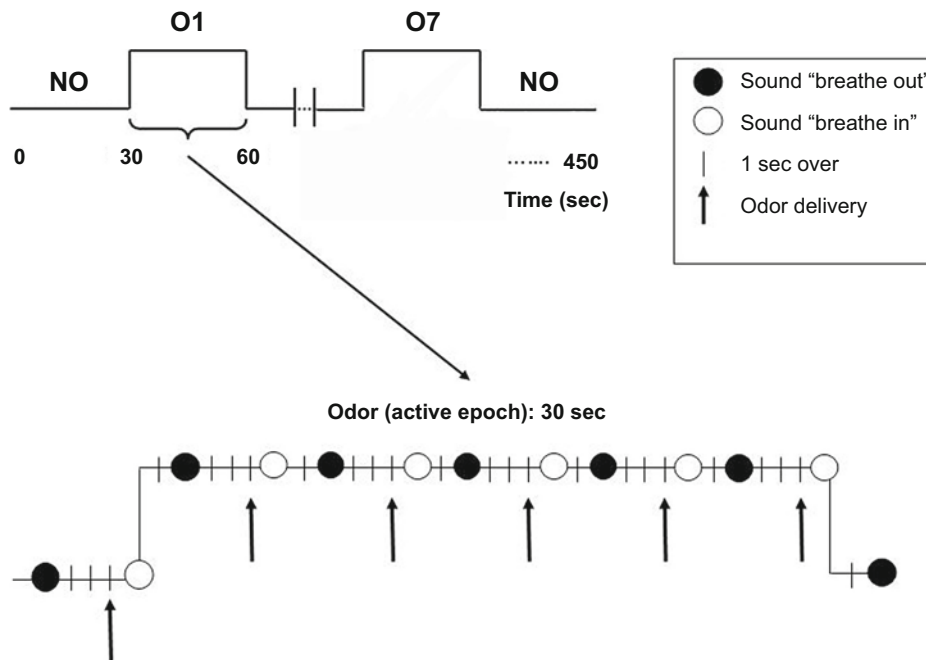 O1
O7
NO
NO
0
30
60
........ 450
Time (sec)
Sound “breathe out”
Sound “breathe in”
1 sec over
Odor delivery
Odor (active epoch): 30 sec